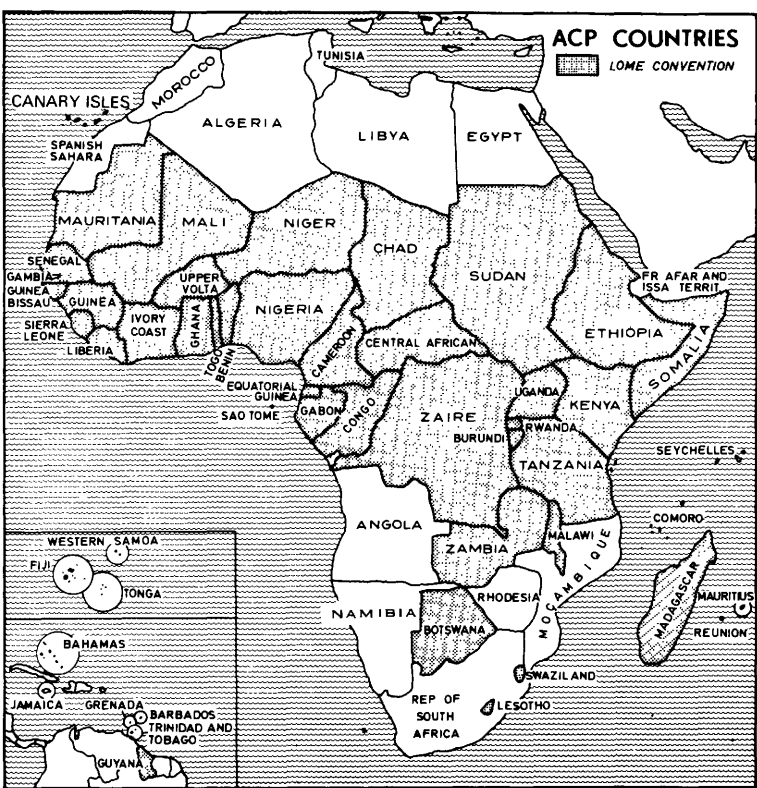 ACP COUNTRIES
LOME CONVENTION
TUNISIA
MOROCCO
CANARY ISLES
ALGERIA
LIBYA
EGYPT
SPANISH
SAHARA
MAURITANIA
MALI
NIGER
CHAD
SUDAN
SENEGAL
GAMBIA
GUINEA
BISSAU
GUINEA
UPPER
VOLTA
NIGERIA
FR AFAR AND
ISSA TERRIT.
SIERRA
LEONE
IVORY
COAST
GHANA
LIBERIA
TOGO
BENIN
CAMEROON
CENTRAL AFRICAN
ETHIOPIA
SOMALIA
EQUATORIAL
GUINEA
SAO TOME
GABON
CONGO
ZAIRE
UGANDA
KENYA
BURUNDI
RWANDA
TANZANIA
SEYCHELLES
ANGOLA
ZAMBIA
MALAWI
COMORO
MOÇAMBIQUE
NAMIBIA
RHODESIA
BOTSWANA
MADAGASCAR
MAURITIUS
REUNION
SWAZILAND
LESOTHO
REP OF
SOUTH
AFRICA
WESTERN SAMOA
FIJI
TONGA
BAHAMAS
JAMAICA
GRENADA
BARBADOS
TRINIDAD AND
TOBAGO
GUYANA